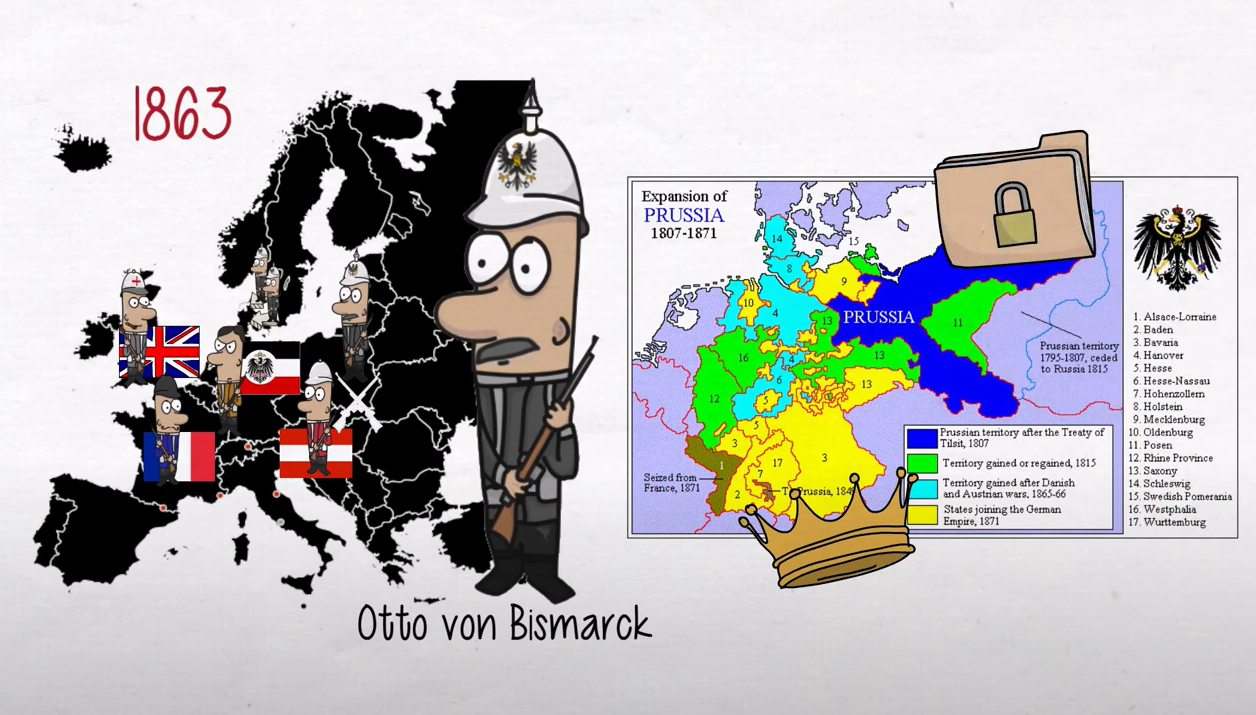 1863
Otto von Bismarck
Expansion of
PRUSSIA
1807-1871
14
15
8
9
10
4
PRUSSIA
13
11
16
14
13
6
13
12
5
5
3
1
17
3
7
2
Prussian territory
1795-1807, ceded
to Russia 1815
Seized from
France, 1871
Prussia, 184
Prussian territory after the Treaty of
Tilsit, 1807
Territory gained or regained, 1815
Territory gained after Danish
and Austrian wars, 1865-66
States joining the German
Empire, 1871
1. Alsace-Lorraine
2. Baden
3. Bavaria
4. Hanover
5. Hesse
6. Hesse-Nassau
7. Hohenzollern
8. Holstein
9. Mecklenburg
10. Oldenburg
11. Posen
12. Rhine Province
13. Saxony
14. Schleswig
15. Swedish Pomerania
16. Westphalia
17. Wurttemburg